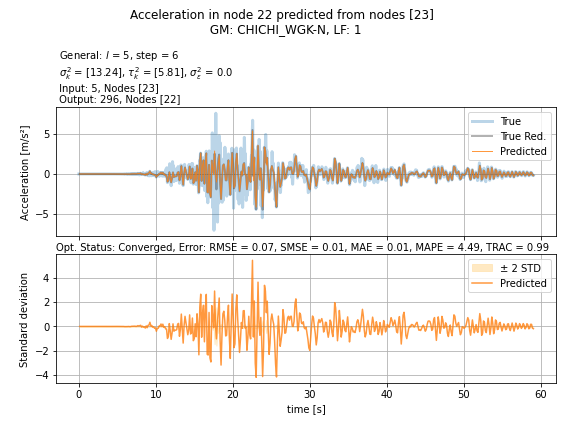 Acceleration in node 22 predicted from nodes [23]
GM: CHICHI_WGK-N, LF: 1
General: l = 5, step = 6
σ²ₖ = [13.24], τ²ₖ = [5.81], σ²ε = 0.0
Input: 5, Nodes [23]
Output: 296, Nodes [22]
Acceleration [m/s²]
5
0
−5
True
True Red.
Predicted
Opt. Status: Converged, Error: RMSE = 0.07, SMSE = 0.01, MAE = 0.01, MAPE = 4.49, TRAC = 0.99
Standard deviation
4
2
0
−2
−4
± 2 STD
Predicted
0 10 20 30 40 50 60
time [s]